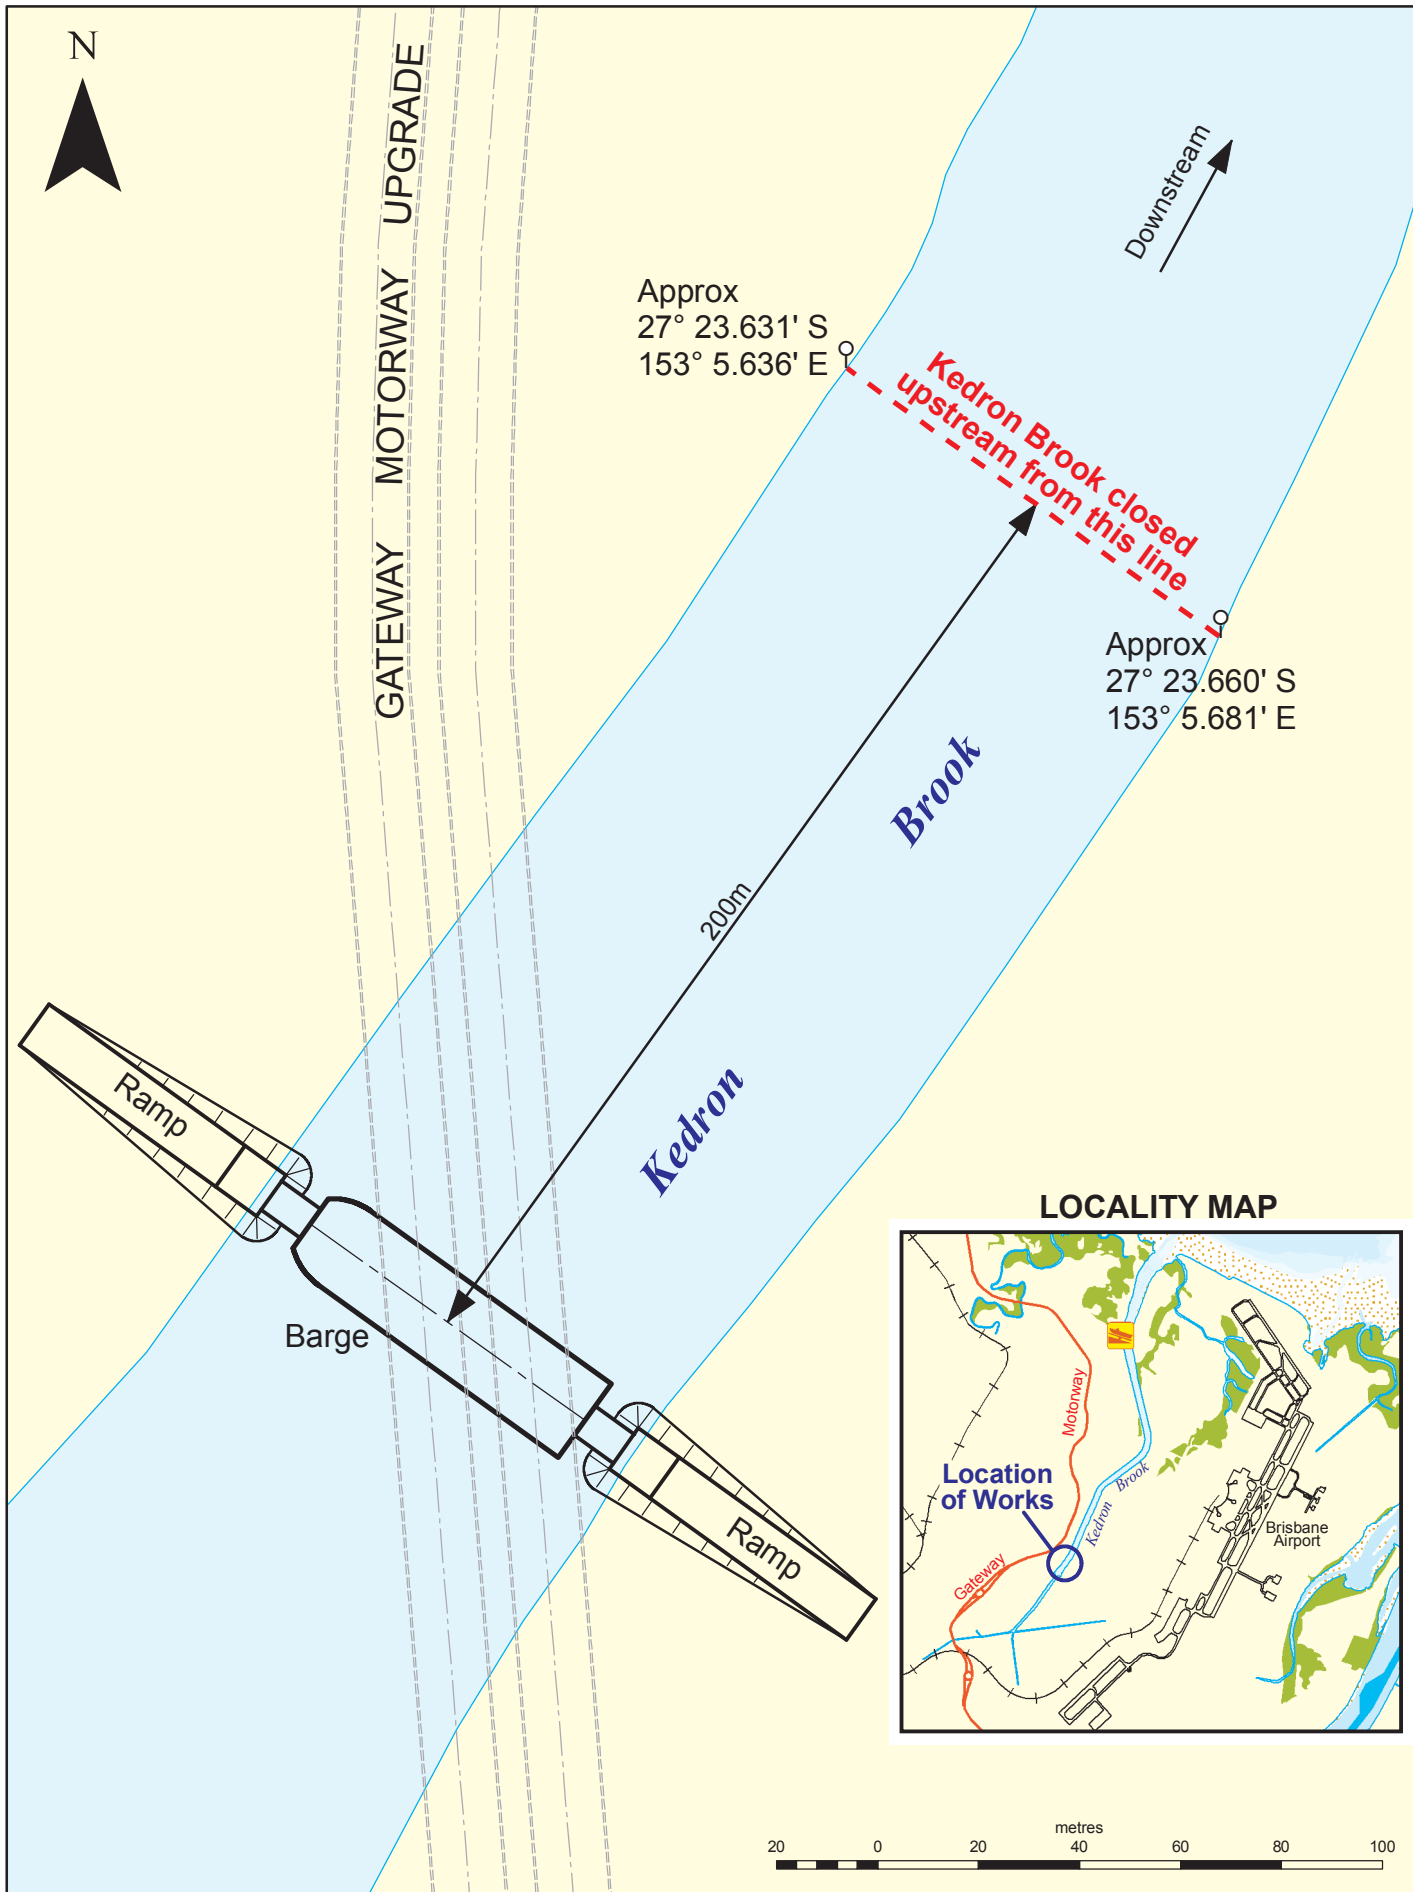 N
GATEWAY MOTORWAY UPGRADE
Downstream
Approx
27° 23.631' S
153° 5.636' E
Kedron Brook closed
upstream from this line
Approx
27° 23.660' S
153° 5.681' E
Brook
200m
Kedron
Ramp
Barge
Ramp
LOCALITY MAP
Motorway
Location
of Works
Brook
Kedron
Gateway
Brisbane
Airport
metres
20 0 20 40 60 80 100